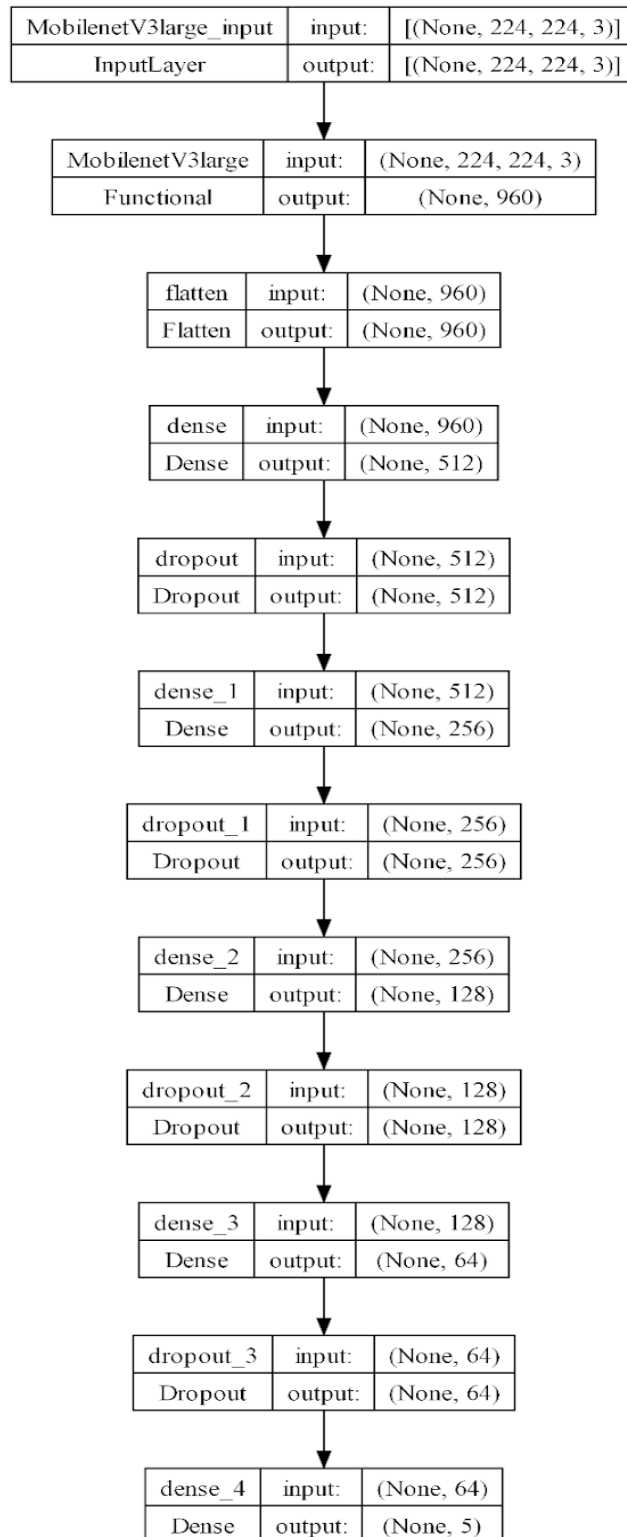 MobilenetV3large_input input: [(None, 224, 224, 3)]
InputLayer output: [(None, 224, 224, 3)]
MobilenetV3large input: (None, 224, 224, 3)
Functional output: (None, 960)
flatten input: (None, 960)
Flatten output: (None, 960)
dense input: (None, 960)
Dense output: (None, 512)
dropout input: (None, 512)
Dropout output: (None, 512)
dense_1 input: (None, 512)
Dense output: (None, 256)
dropout_1 input: (None, 256)
Dropout output: (None, 256)
dense_2 input: (None, 256)
Dense output: (None, 128)
dropout_2 input: (None, 128)
Dropout output: (None, 128)
dense_3 input: (None, 128)
Dense output: (None, 64)
dropout_3 input: (None, 64)
Dropout output: (None, 64)
dense_4 input: (None, 64)
Dense output: (None, 5)